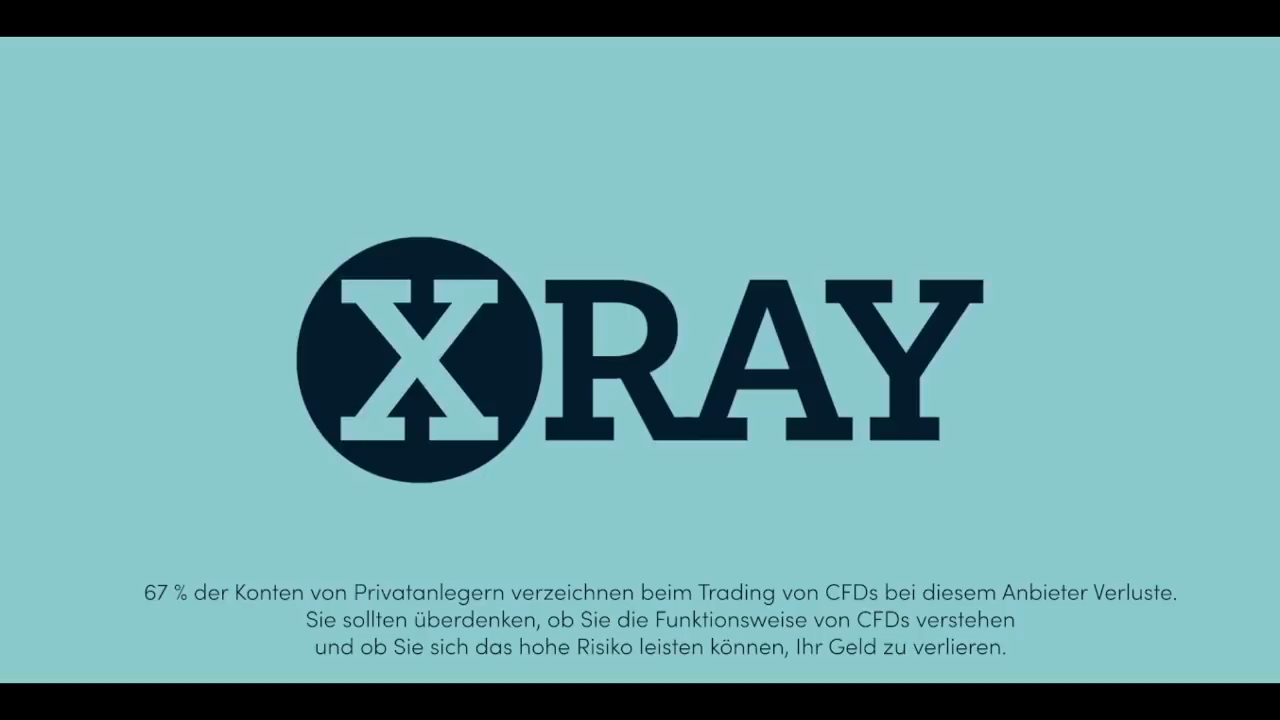 XRAY
67 % der Konten von Privatanlegern verzeichnen beim Trading von CFDs bei diesem Anbieter Verluste.
Sie sollten überdenken, ob Sie die Funktionsweise von CFDs verstehen
und ob Sie sich das hohe Risiko leisten können, Ihr Geld zu verlieren.